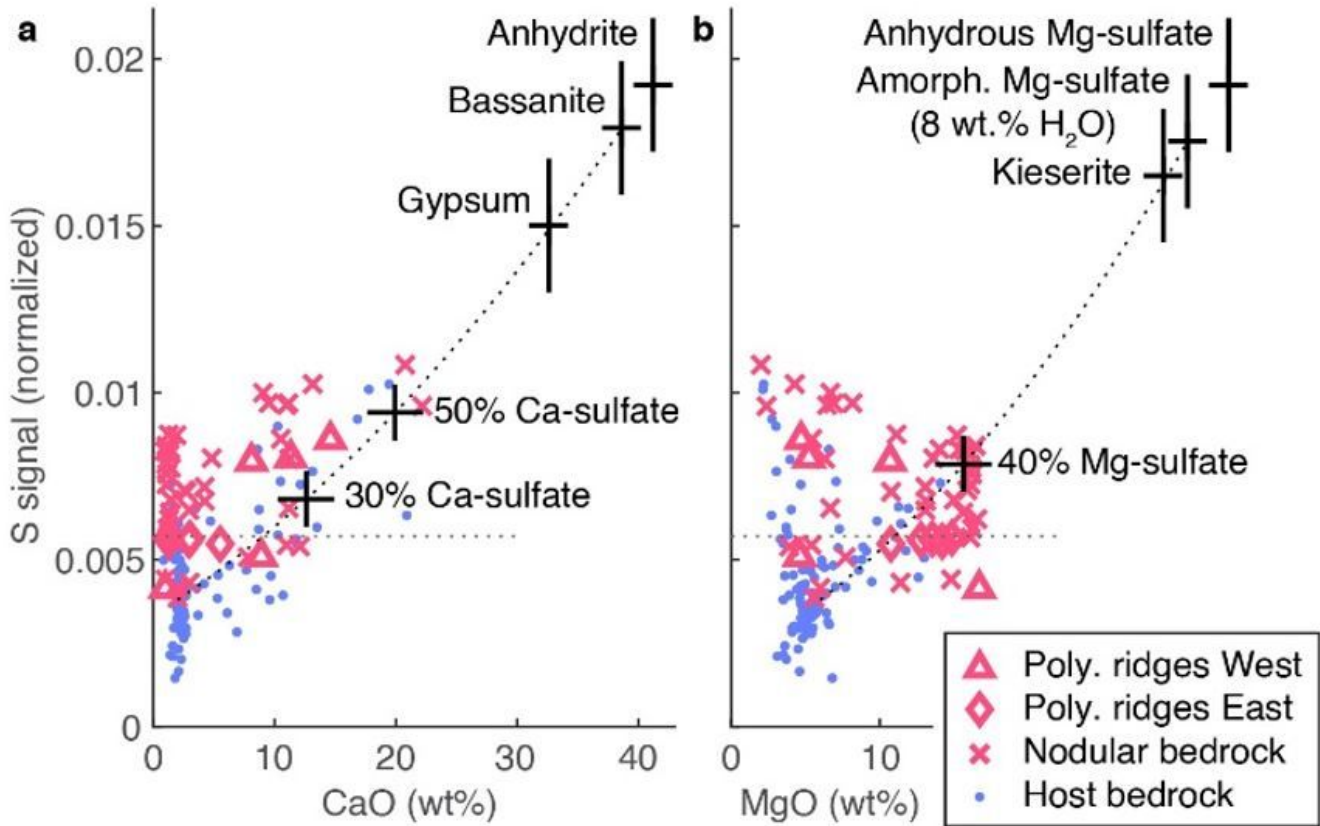 a
b
Anhydrite
Anhydrous Mg-sulfate
0.02
Bassanite
Amorph. Mg-sulfate
(8 wt.% H₂O)
Kieserite
Gypsum
0.015
S signal (normalized)
0.01
50% Ca-sulfate
40% Mg-sulfate
30% Ca-sulfate
0.005
0
0 10 20 30 40
CaO (wt%)
0 10
MgO (wt%)
Poly. ridges West
Poly. ridges East
Nodular bedrock
Host bedrock